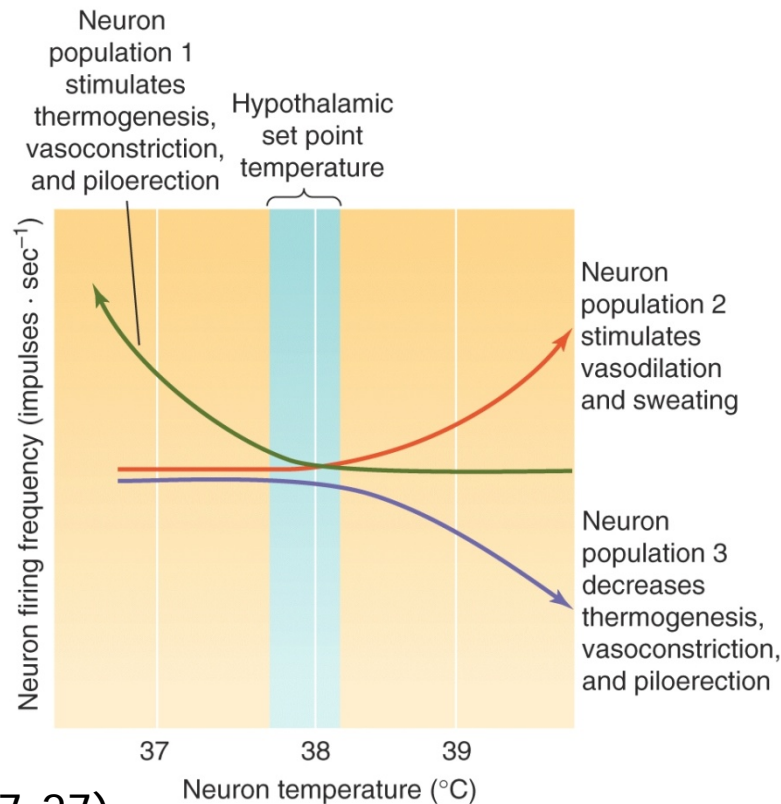 Neuron
population 1
stimulates
thermogenesis,
vasoconstriction,
and piloerection
Hypothalamic
set point
temperature
Neuron firing frequency (impulses · sec⁻¹)
Neuron
population 2
stimulates
vasodilation
and sweating
Neuron
population 3
decreases
thermogenesis,
vasoconstriction,
and piloerection
37
38
39
Neuron temperature (°C)